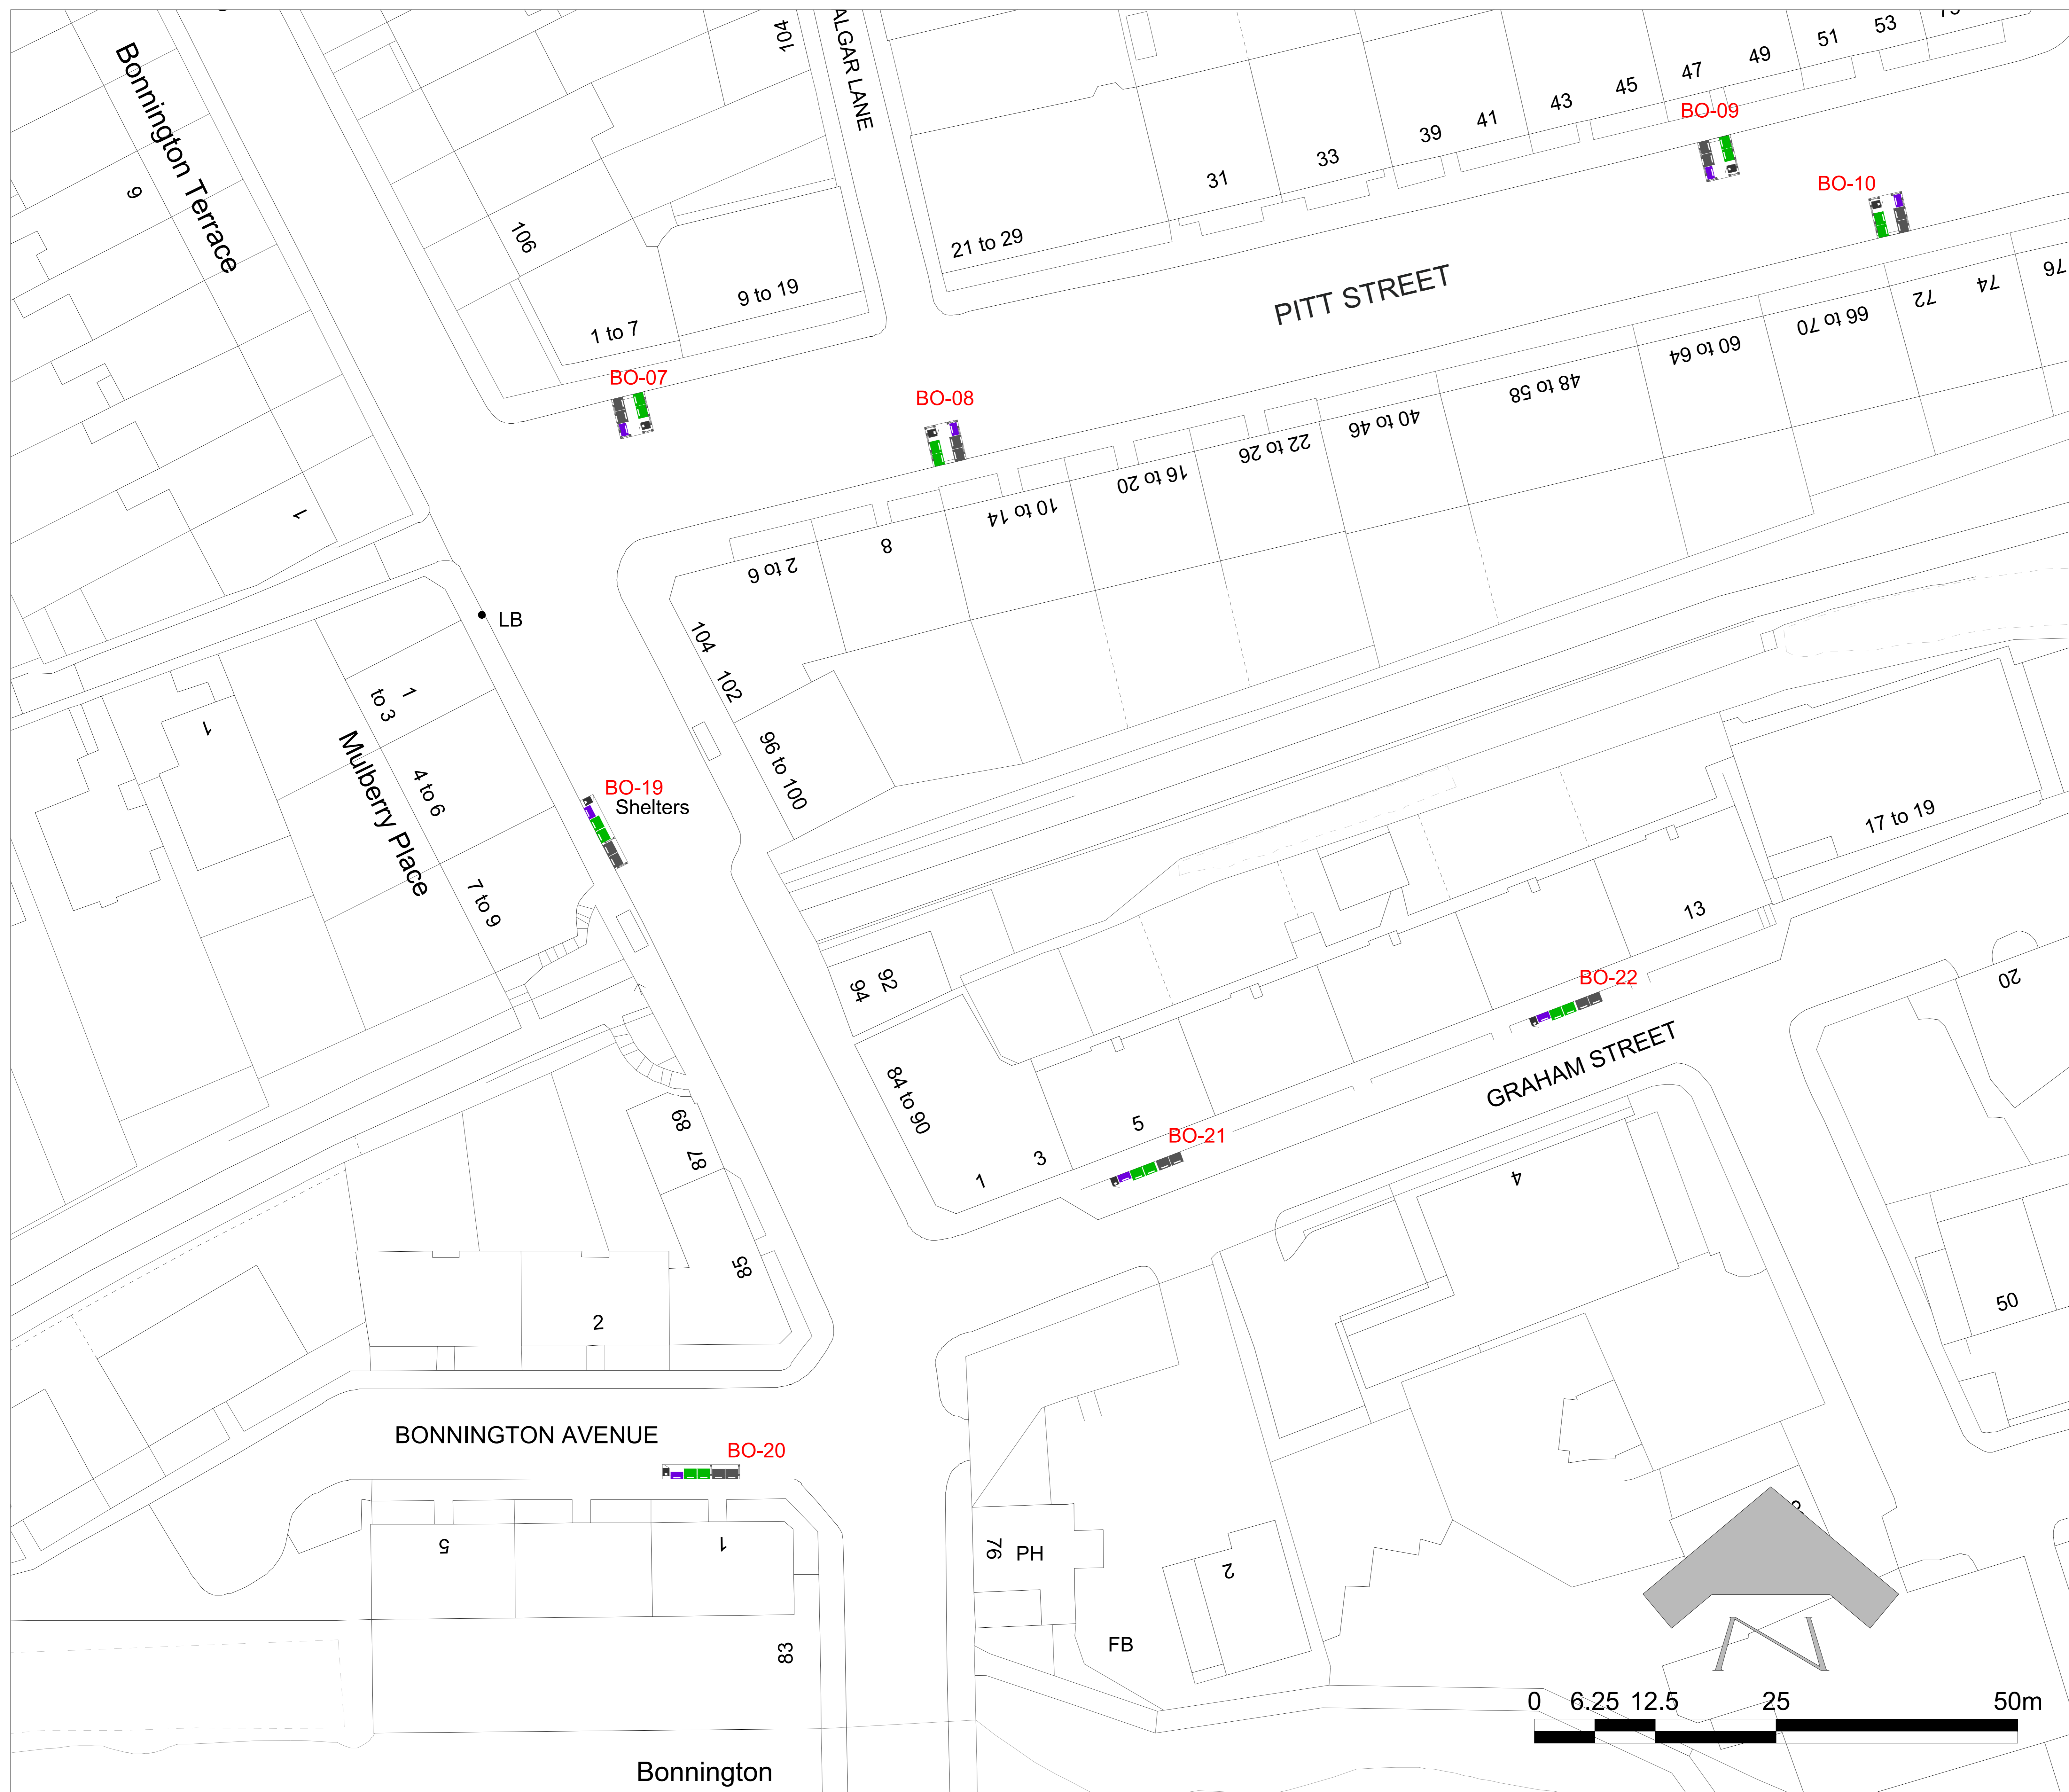 104
ALGAR LANE
51
53
49
47
45
43
41
39
33
31
21 to 29
Bonnington Terrace
9
106
BO-09
BO-10
9 to 19
1 to 7
PITT STREET
BO-07
BO-08
76
74
72
66 to 70
60 to 64
48 to 58
40 to 46
22 to 26
16 to 20
10 to 14
8
2 to 6
1
LB
104
102
96 to 100
1
to 3
1
4 to 6
Mulberry Place
7 to 9
BO-19
Shelters
17 to 19
13
94
92
BO-22
20
GRAHAM STREET
84 to 90
5
3
1
BO-21
4
89
87
85
2
50
BONNINGTON AVENUE
BO-20
5
1
76
PH
2
83
FB
N
0 6.25 12.5 25 50m
Bonnington